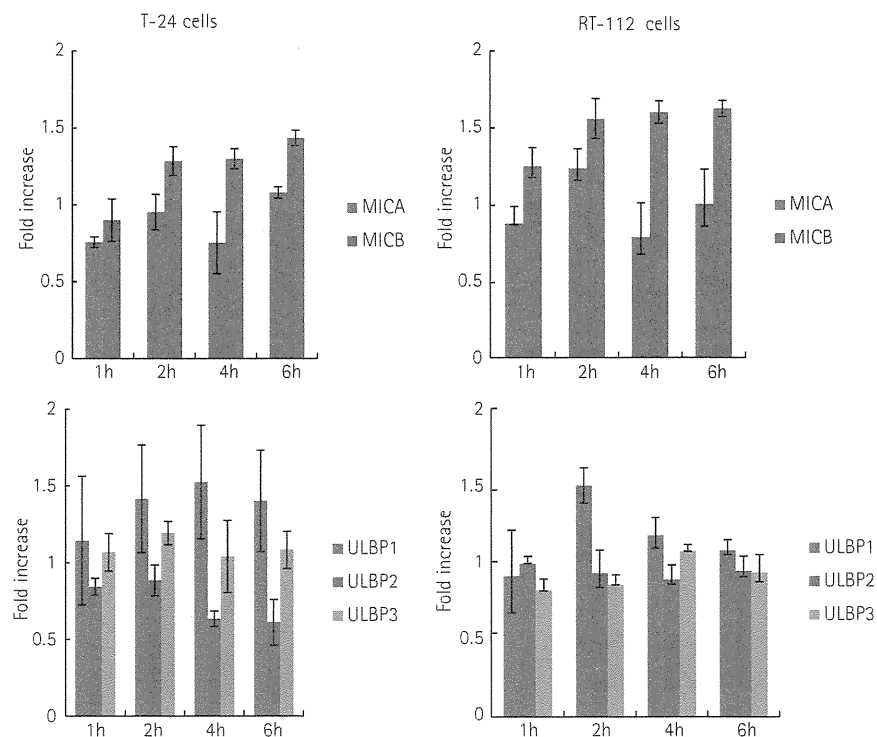 T-24 cells
2
1.5
1
0.5
0
Fold increase
1h 2h 4h 6h
MICA
MICB
RT-112 cells
2
1.5
1
0.5
0
Fold increase
1h 2h 4h 6h
MICA
MICB
2
1.5
1
0.5
0
Fold increase
1h 2h 4h 6h
ULBP1
ULBP2
ULBP3
2
1.5
1
0.5
0
Fold increase
1h 2h 4h 6h
ULBP1
ULBP2
ULBP3